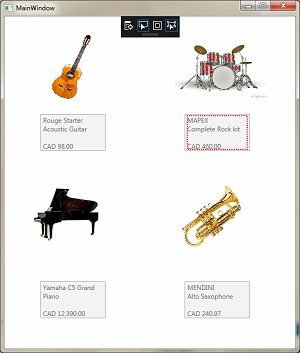 MainWindow
Rouge Starter
Acoustic Guitar
CAD 98.00
MAPEX
Complete Rock kit
CAD 460.00
Yamaha C5 Grand
Piano
CAD 12,390.00
MENDINI
Alto Saxophone
CAD 240.97